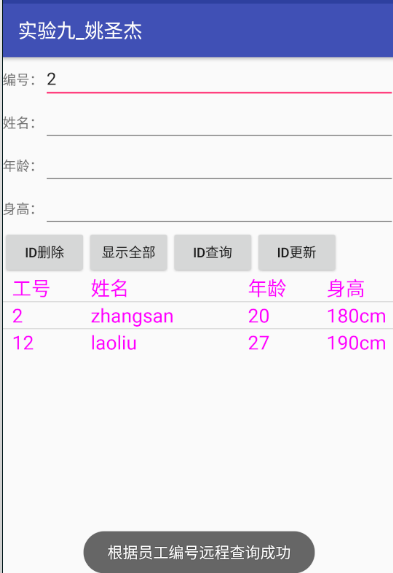 实验九_姚圣杰
编号: 2
姓名:
年龄:
身高:
ID删除 显示全部 ID查询 ID更新
工号 姓名 年龄 身高
2 zhangsan 20 180cm
12 laoliu 27 190cm
根据员工编号远程查询成功